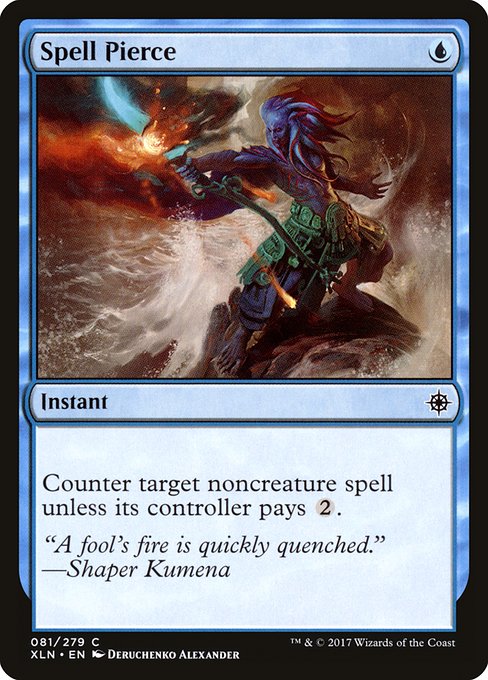 Spell Pierce
Instant
Counter target noncreature spell
unless its controller pays 2.
“A fool’s fire is quickly quenched.”
—Shaper Kumena
081/279 C
XLN • EN Deruchenko Alexander
™ & © 2017 Wizards of the Coast